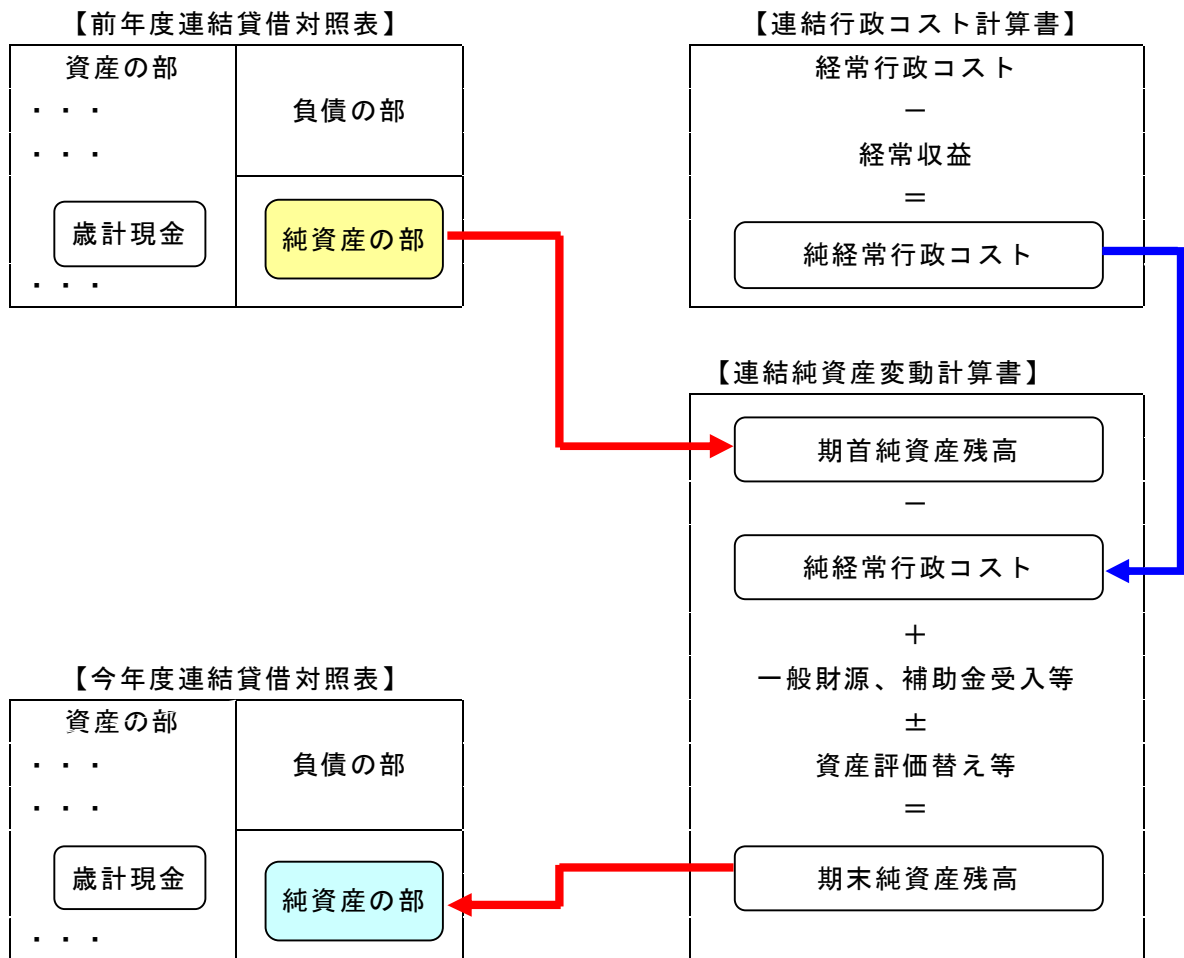 【前年度連結貸借対照表】
資産の部
・・・
・・・
歳計現金
・・・
負債の部
純資産の部
【連結行政コスト計算書】
経常行政コスト
－
経常収益
＝
純経常行政コスト
【連結純資産変動計算書】
期首純資産残高
－
純経常行政コスト
＋
一般財源、補助金受入等
±
資産評価替え等
＝
期末純資産残高
【今年度連結貸借対照表】
資産の部
・・・
・・・
歳計現金
・・・
負債の部
純資産の部